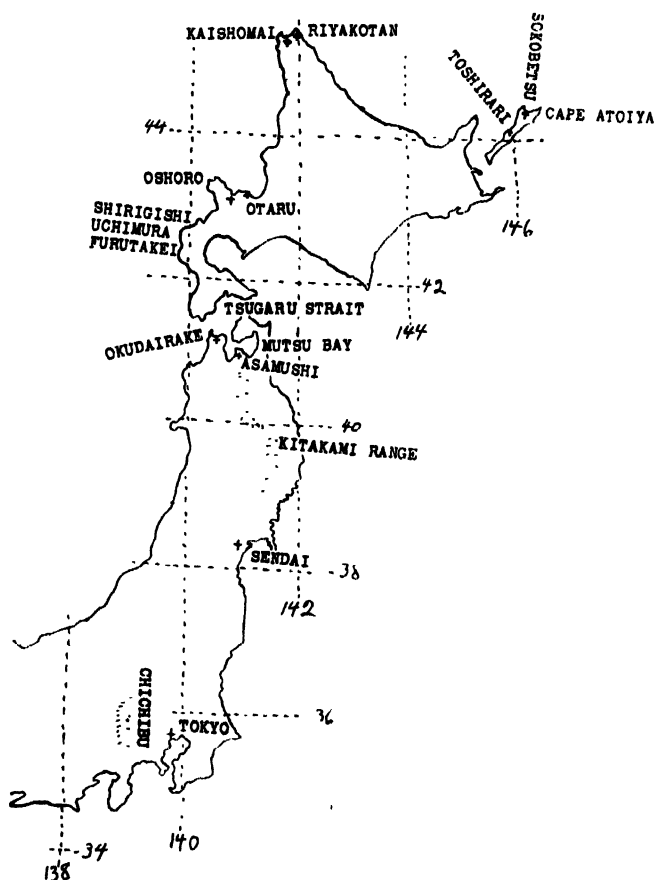 KAISHOMAI
RIYAKOTAN
SOKOBETSU
TOSHIRARI
CAPE ATOIYA
44
OSHORO
OTARU
SHIRIGISHI
UCHIMURA
FURUTAKEI
146
42
TSUGARU STRAIT
144
OKUDAIRAKE
MUTSU BAY
ASAMUSHI
40
KITAKAMI RANGE
SENDAI
38
142
CHICHIBU
36
TOKYO
140
34
138